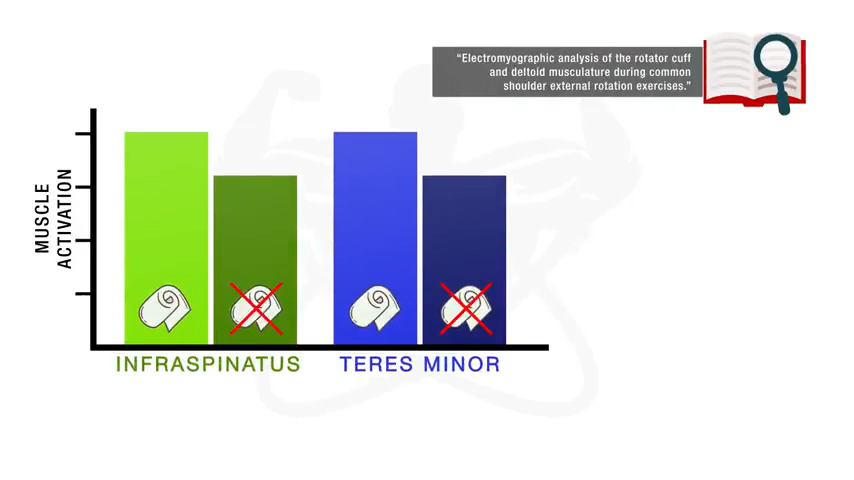 “Electromyographic analysis of the rotator cuff
and deltoid musculature during common
shoulder external rotation exercises.”
MUSCLE
ACTIVATION
INFRASPINATUS
TERES MINOR